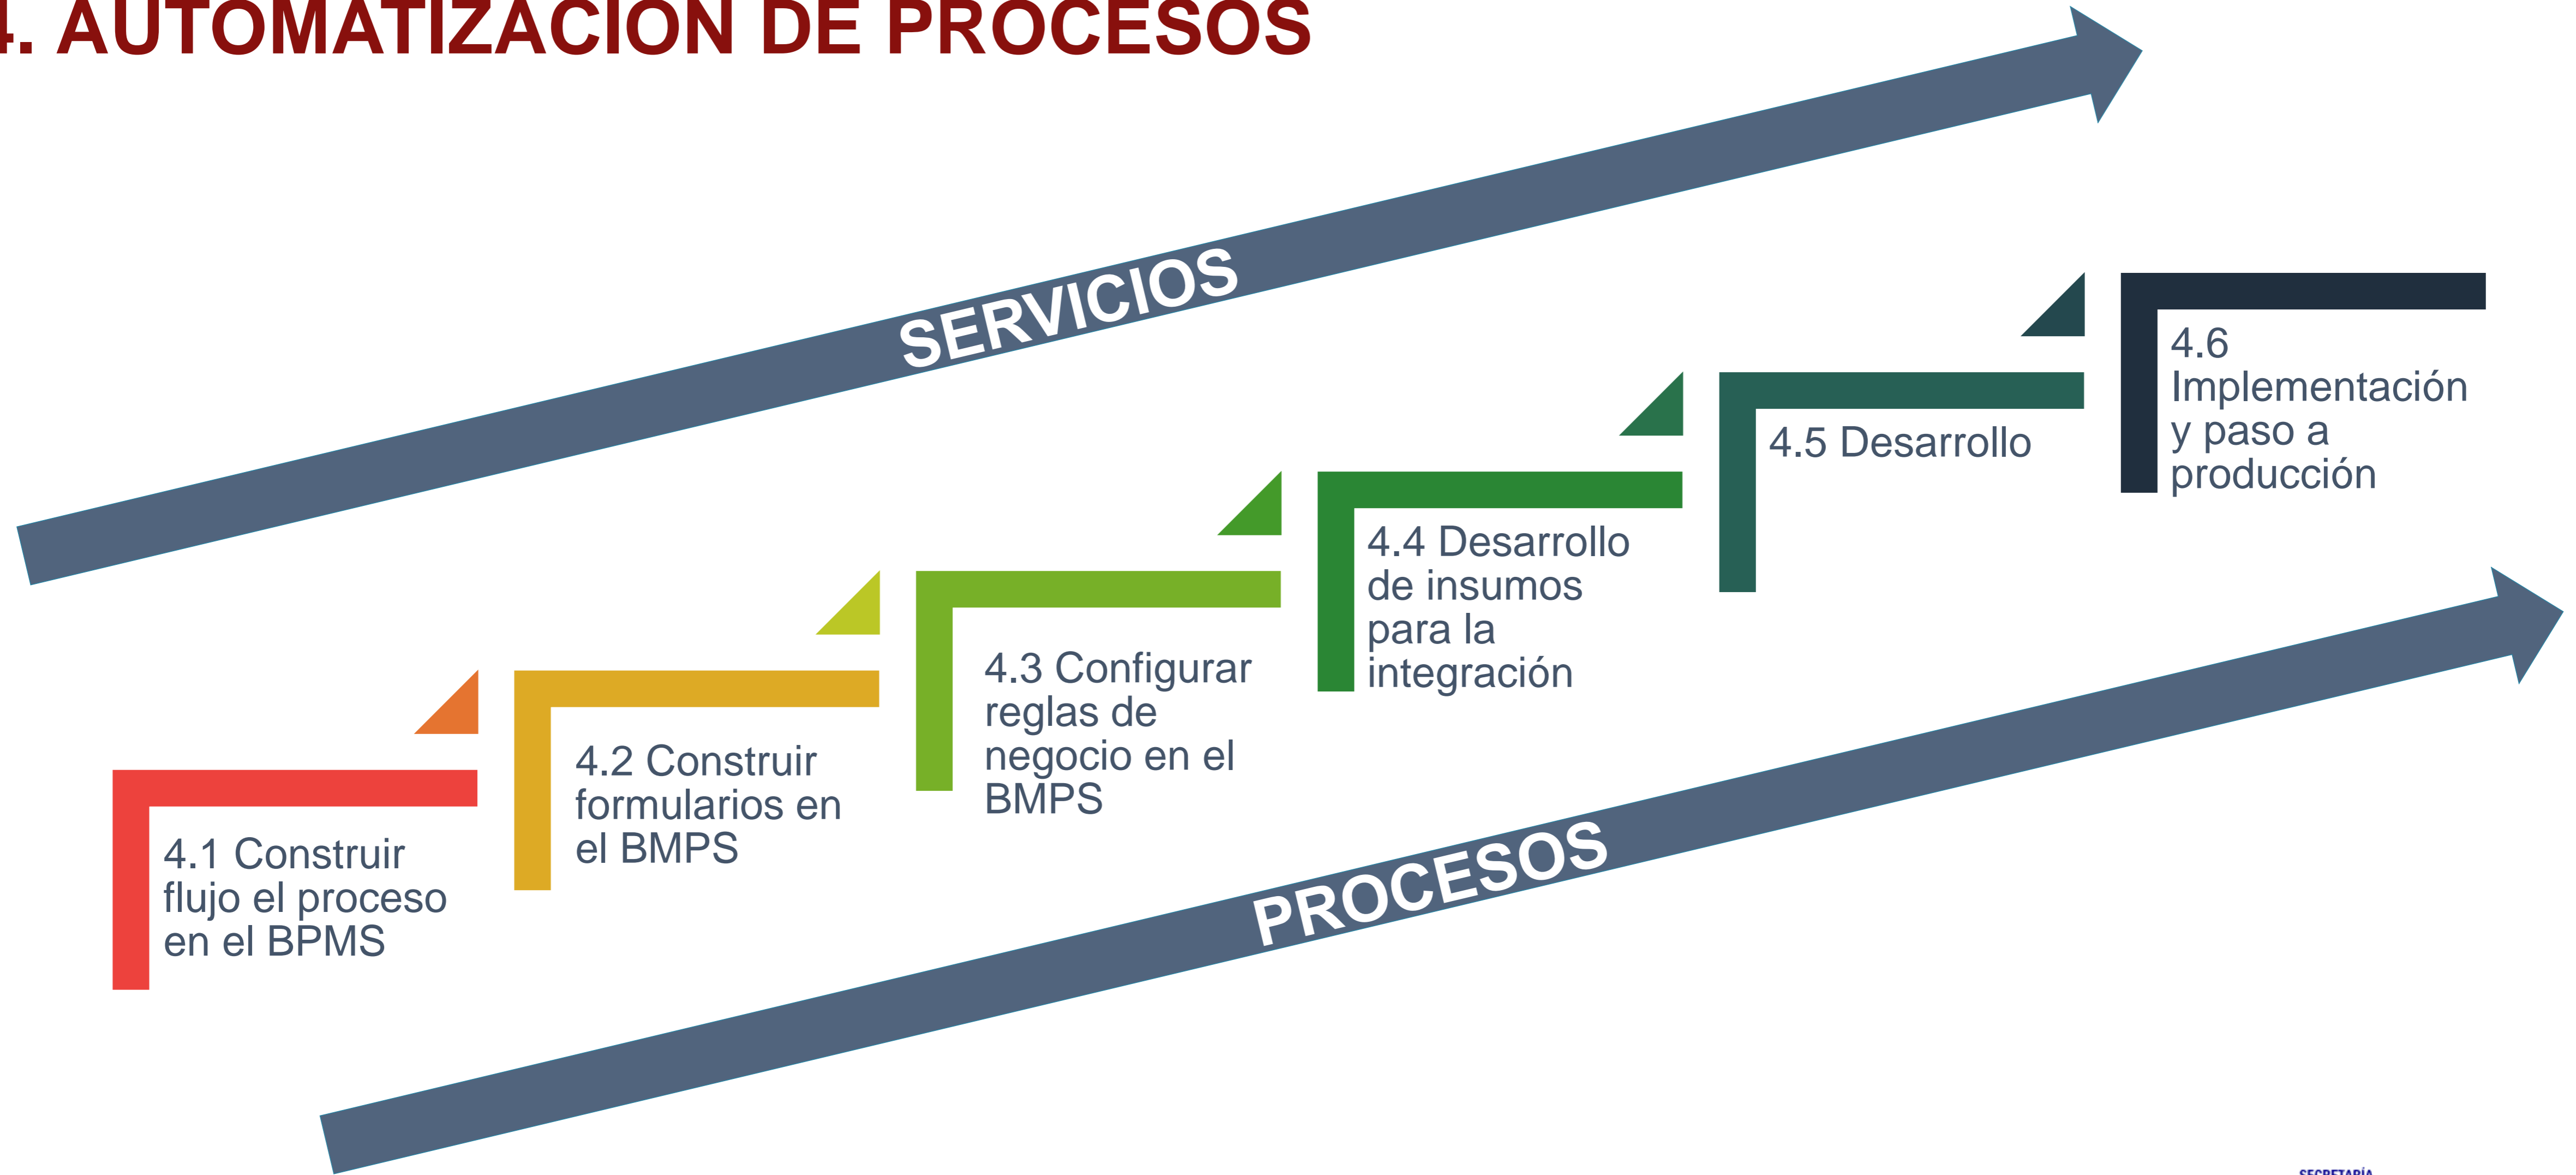 4. AUTOMATIZACIÓN DE PROCESOS
SERVICIOS
4.1 Construir
flujo el proceso
en el BPMS
4.2 Construir
formularios en
el BMPS
4.3 Configurar
reglas de
negocio en el
BMPS
4.4 Desarrollo
de insumos
para la
integración
4.5 Desarrollo
4.6
Implementación
y paso a
producción
PROCESOS
SECRETARÍA